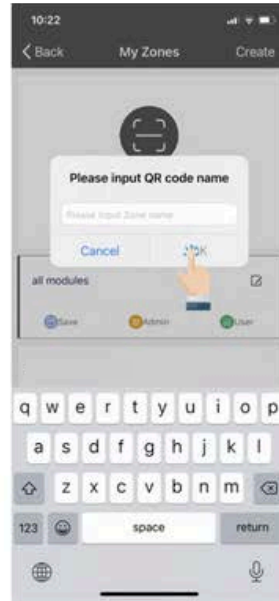 10:22
Back My Zones Create
Please input QR code name
Please input Zone name
Cancel OK
all modules
Save Admin User
q w e r t y u i o p
a s d f g h j k l
z x c v b n m
123 space return